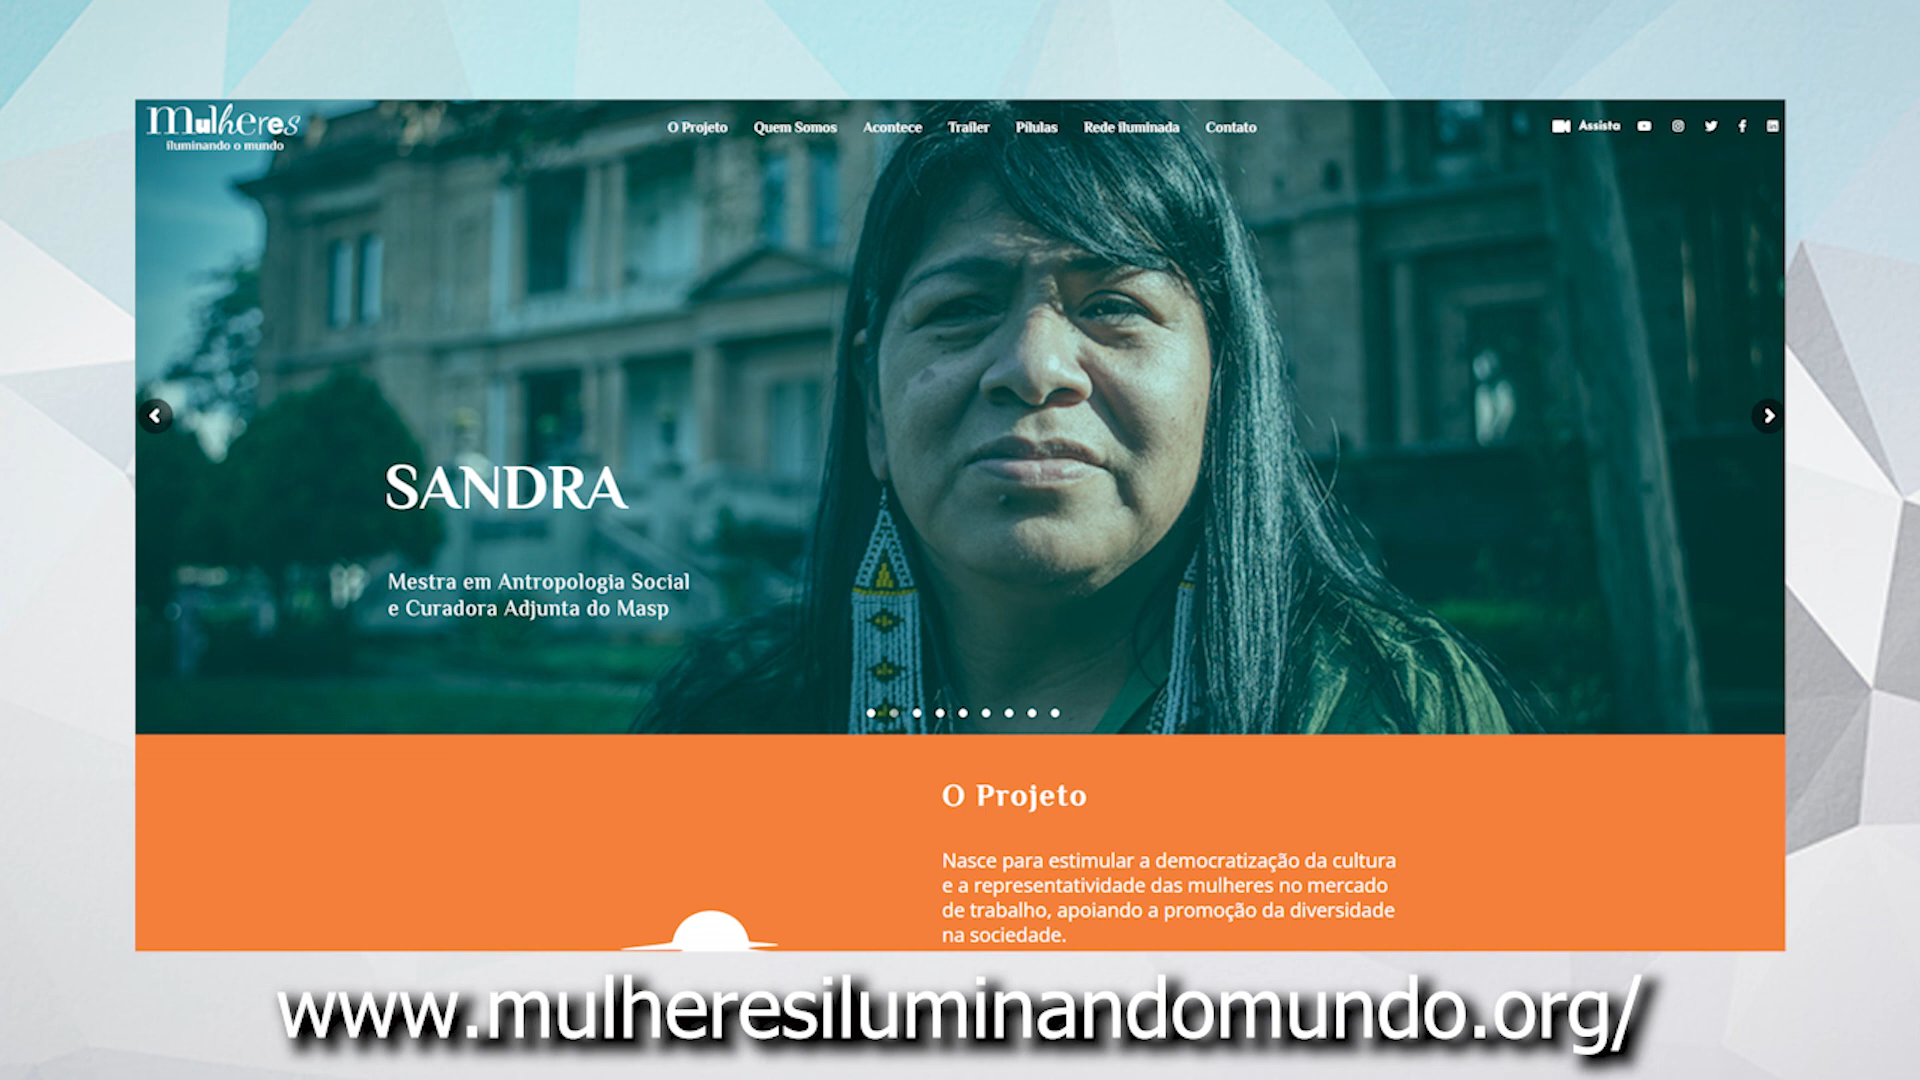 mulheres
iluminando o mundo
O Projeto Quem Somos Acontece Trailer Pílulas Rede Iluminada Contato
Assista
SANDRA
Mestra em Antropologia Social
e Curadora Adjunta do Masp
O Projeto
Nasce para estimular a democratização da cultura
e a representatividade das mulheres no mercado
de trabalho, apoiando a promoção da diversidade
na sociedade.
www.mulheresiluminandomundo.org/